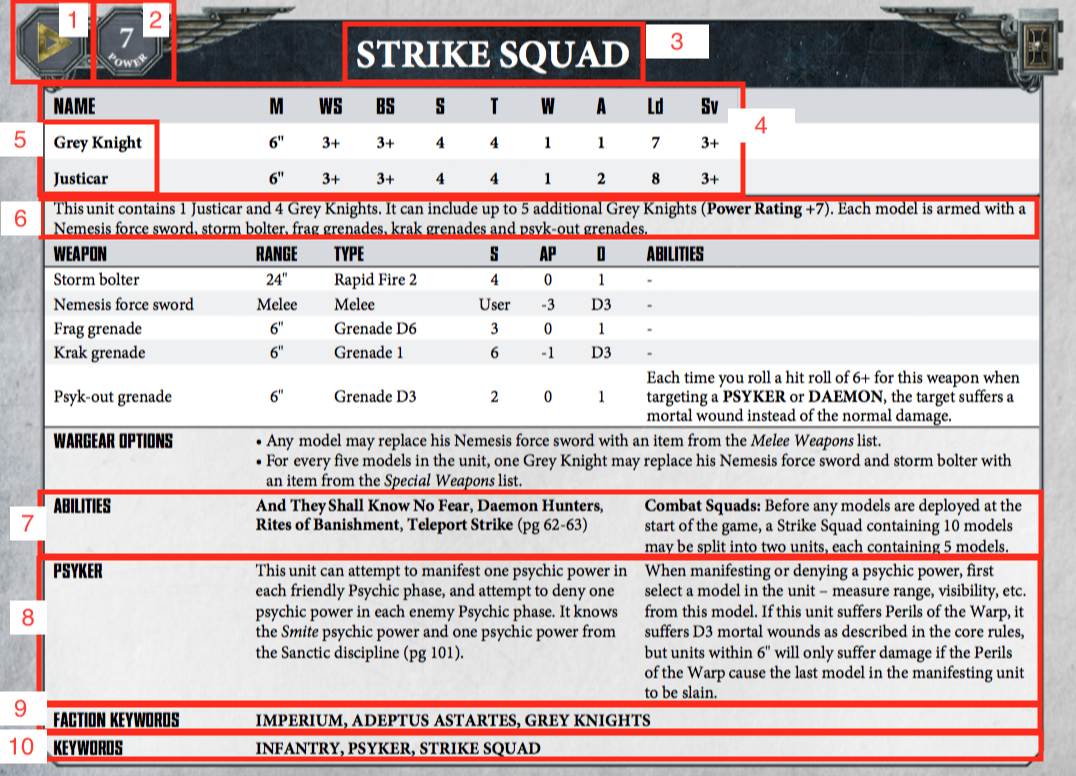 1
7
POWER
2
STRIKE SQUAD
3
NAME M WS BS S T W A Ld Sv
4
5
Grey Knight 6" 3+ 3+ 4 4 1 1 7 3+
Justicar 6" 3+ 3+ 4 4 1 2 8 3+
6
This unit contains 1 Justicar and 4 Grey Knights. It can include up to 5 additional Grey Knights (Power Rating +7). Each model is armed with a
Nemesis force sword, storm bolter, frag grenades, krak grenades and psyk-out grenades.
WEAPON RANGE TYPE S AP D ABILITIES
Storm bolter 24" Rapid Fire 2 4 0 1 -
Nemesis force sword Melee Melee User -3 D3 -
Frag grenade 6" Grenade D6 3 0 1 -
Krak grenade 6" Grenade 1 6 -1 D3 -
Psyk-out grenade 6" Grenade D3 2 0 1
Each time you roll a hit roll of 6+ for this weapon when
targeting a PSYKER or DAEMON, the target suffers a
mortal wound instead of the normal damage.
WARGEAR OPTIONS
• Any model may replace his Nemesis force sword with an item from the Melee Weapons list.
• For every five models in the unit, one Grey Knight may replace his Nemesis force sword and storm bolter with
an item from the Special Weapons list.
7
ABILITIES
And They Shall Know No Fear, Daemon Hunters,
Rites of Banishment, Teleport Strike (pg 62-63)
Combat Squads: Before any models are deployed at the
start of the game, a Strike Squad containing 10 models
may be split into two units, each containing 5 models.
8
PSYKER
This unit can attempt to manifest one psychic power in
each friendly Psychic phase, and attempt to deny one
psychic power in each enemy Psychic phase. It knows
the Smite psychic power and one psychic power from
the Sanctic discipline (pg 101).
When manifesting or denying a psychic power, first
select a model in the unit – measure range, visibility, etc.
from this model. If this unit suffers Perils of the Warp, it
suffers D3 mortal wounds as described in the core rules,
but units within 6" will only suffer damage if the Perils
of the Warp cause the last model in the manifesting unit
to be slain.
9
FACTION KEYWORDS IMPERIUM, ADEPTUS ASTARTES, GREY KNIGHTS
10
KEYWORDS INFANTRY, PSYKER, STRIKE SQUAD